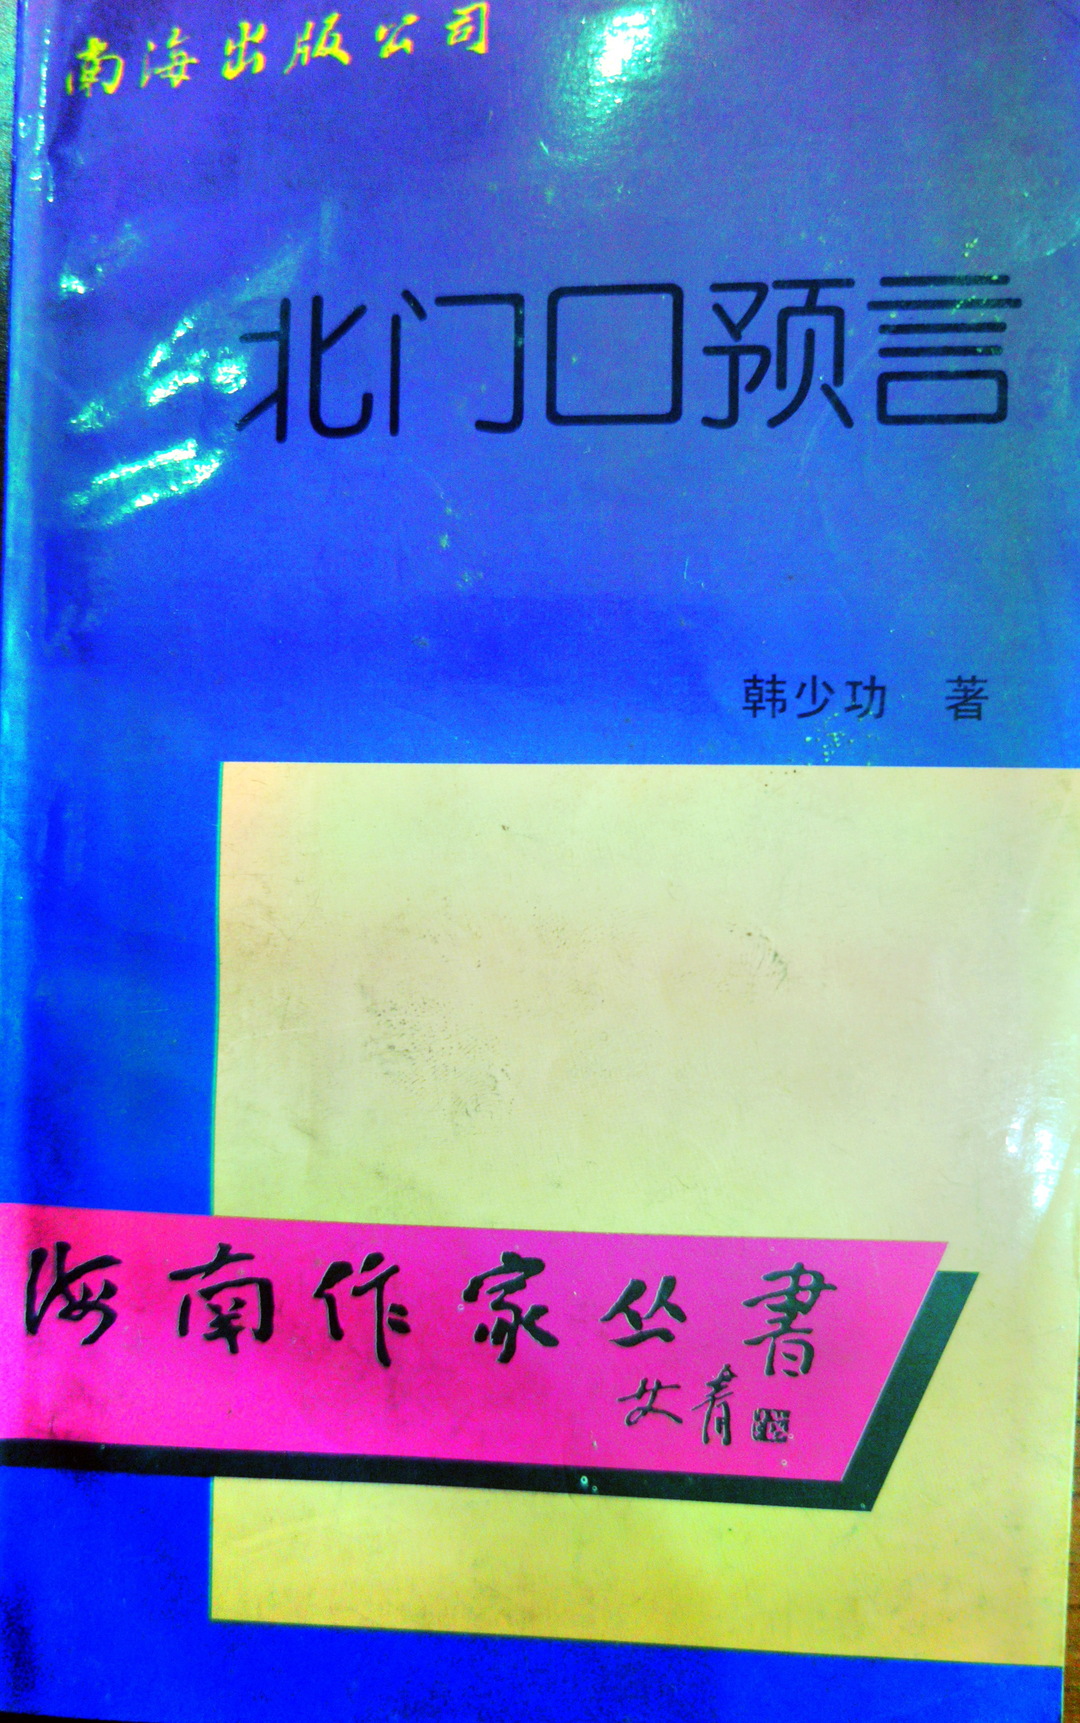 南海出版公司
北门口预言
韩少功 著
海南作家丛書
艾青